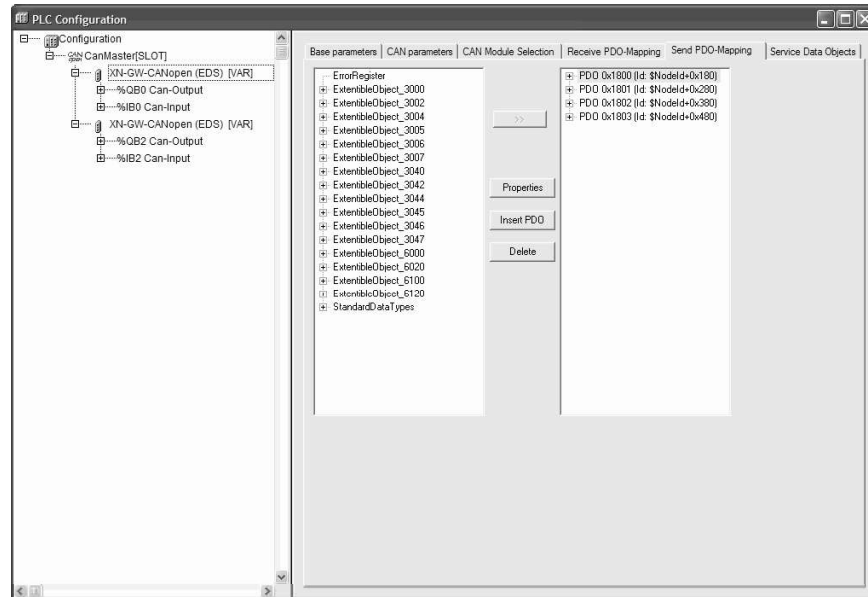 PLC Configuration
Configuration
CAN open CanMaster[SLOT]
XN-GW-CANopen (EDS) [VAR]
%QB0 Can-Output
%IB0 Can-Input
XN-GW-CANopen (EDS) [VAR]
%QB2 Can-Output
%IB2 Can-Input
Base parameters | CAN parameters | CAN Module Selection | Receive PDO-Mapping | Send PDO-Mapping | Service Data Objects
ErrorRegister
ExtentibleObject_3000
ExtentibleObject_3002
ExtentibleObject_3004
ExtentibleObject_3005
ExtentibleObject_3006
ExtentibleObject_3007
ExtentibleObject_3040
ExtentibleObject_3042
ExtentibleObject_3044
ExtentibleObject_3045
ExtentibleObject_3046
ExtentibleObject_3047
ExtentibleObject_6000
ExtentibleObject_6020
ExtentibleObject_6100
ExtentibleObject_6120
StandardDataTypes
>>
Properties
Insert PDO
Delete
PDO 0x1800 (Id: $NodeId+0x180)
PDO 0x1801 (Id: $NodeId+0x280)
PDO 0x1802 (Id: $NodeId+0x380)
PDO 0x1803 (Id: $NodeId+0x480)